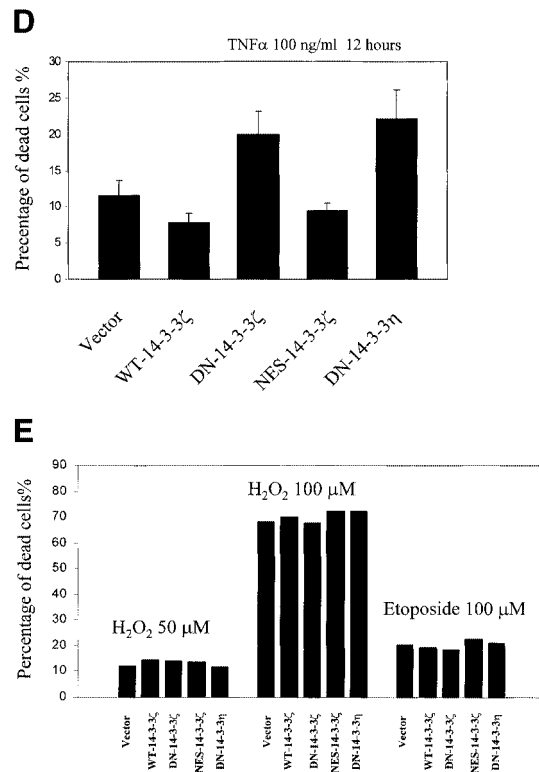 D
TNFα 100 ng/ml 12 hours
Precentage of dead cells %
30
25
20
15
10
5
0
Vector
WT-14-3-3ζ
DN-14-3-3ζ
NES-14-3-3ζ
DN-14-3-3η
E
Percentage of dead cells%
90
80
70
60
50
40
30
20
10
0
H₂O₂ 50 μM
H₂O₂ 100 μM
Etoposide 100 μM
Vector
WT-14-3-3ζ
DN-14-3-3ζ
NES-14-3-3ζ
DN-14-3-3η
Vector
WT-14-3-3ζ
DN-14-3-3ζ
NES-14-3-3ζ
DN-14-3-3η
Vector
WT-14-3-3ζ
DN-14-3-3ζ
NES-14-3-3ζ
DN-14-3-3η